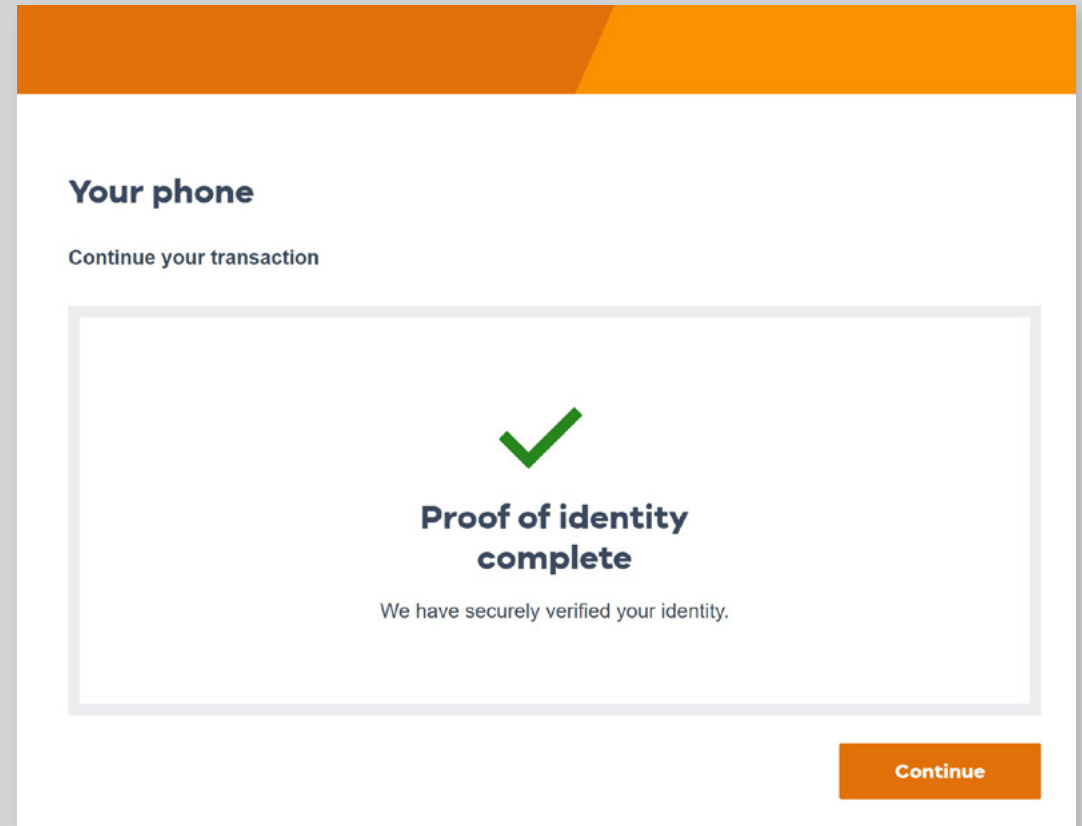 Your phone
Continue your transaction
Proof of identity
complete
We have securely verified your identity.
Continue